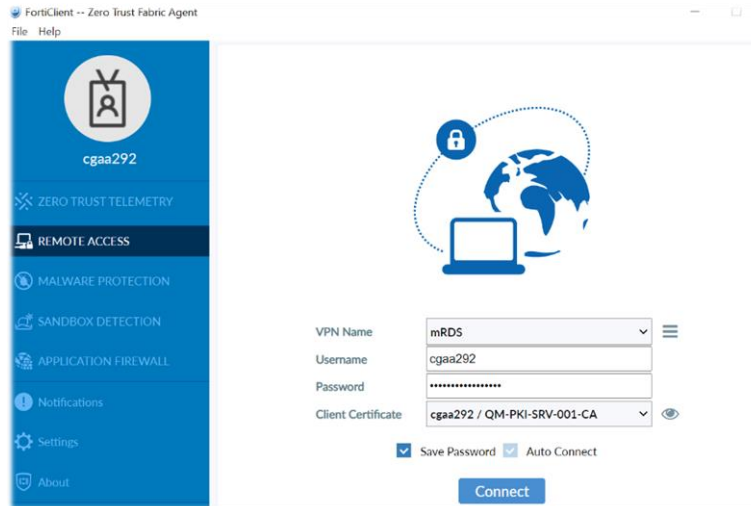 FortiClient -- Zero Trust Fabric Agent
File Help
cgaa292
ZERO TRUST TELEMETRY
REMOTE ACCESS
MALWARE PROTECTION
SANDBOX DETECTION
APPLICATION FIREWALL
Notifications
Settings
About
VPN Name mRDS
Username cgaa292
Password •••••••••••••••••
Client Certificate cgaa292 / QM-PKI-SRV-001-CA
Save Password Auto Connect
Connect